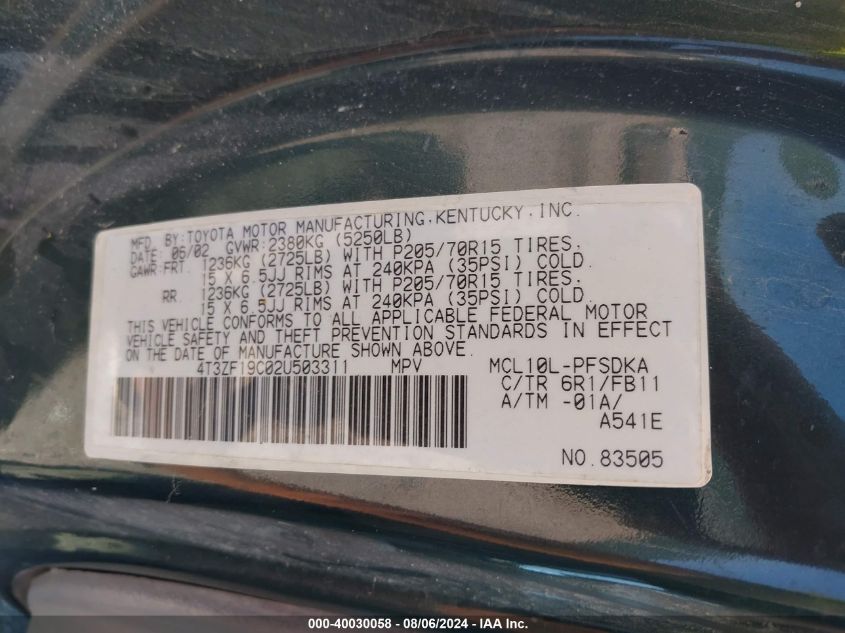 MFD. BY:TOYOTA MOTOR MANUFACTURING,KENTUCKY,INC.
DATE: 06/02 GVWR:2380KG (5250LB)
GAWR:FRT. 1236KG (2725LB) WITH P205/70R15 TIRES.
15 X 6.5JJ RIMS AT 240KPA (35PSI) COLD.
RR. 1236KG (2725LB) WITH P205/70R15 TIRES.
15 X 6.5JJ RIMS AT 240KPA (35PSI) COLD.
THIS VEHICLE CONFORMS TO ALL APPLICABLE FEDERAL MOTOR
VEHICLE SAFETY AND THEFT PREVENTION STANDARDS IN EFFECT
ON THE DATE OF MANUFACTURE SHOWN ABOVE.
4T3ZF19C02U503311 MPV MCL10L-PFSDKA
C/TR 6R1/FB11
A/TM -01A/
A541E
NO.83505
000-40030058 - 08/06/2024 - IAA Inc.